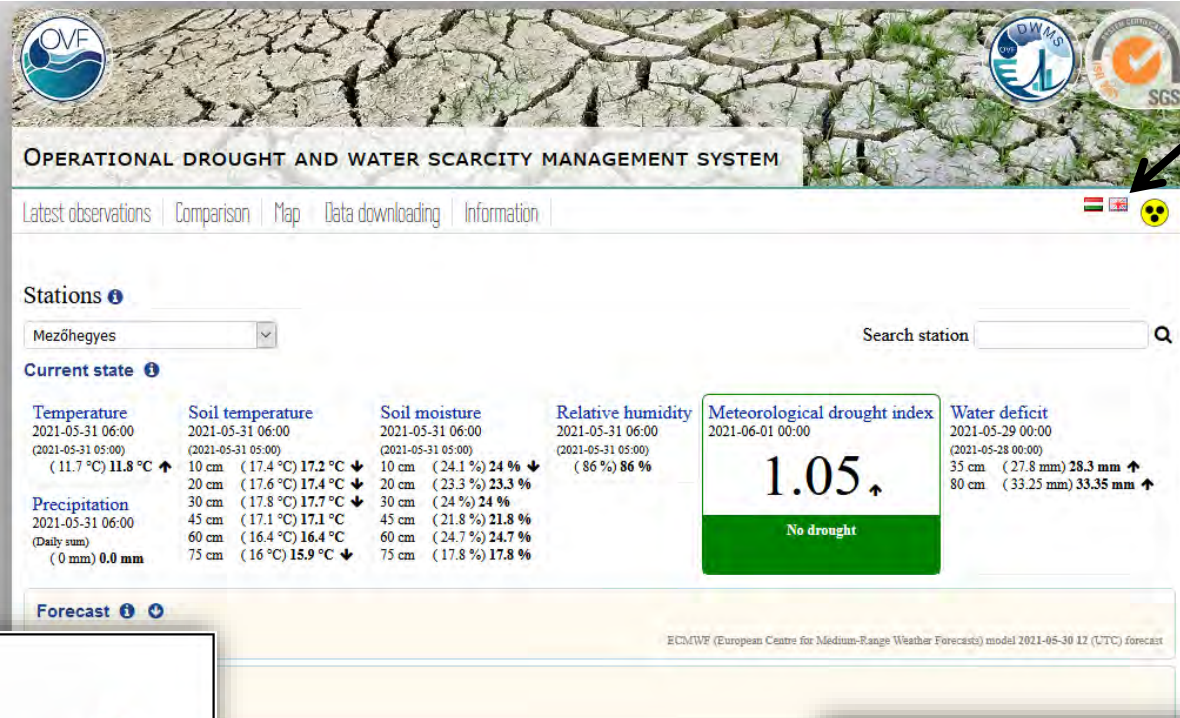 OVF
OVF DWMS
SGS
OPERATIONAL DROUGHT AND WATER SCARCITY MANAGEMENT SYSTEM
Latest observations Comparison Map Data downloading Information
Stations
Mezőhegyes
Search station
Current state
Temperature
2021-05-31 06:00
(2021-05-31 05:00)
( 11.7 °C) 11.8 °C ↑
Precipitation
2021-05-31 06:00
(Daily sum)
( 0 mm) 0.0 mm
Soil temperature
2021-05-31 06:00
(2021-05-31 05:00)
10 cm ( 17.4 °C) 17.2 °C ↓
20 cm ( 17.6 °C) 17.4 °C ↓
30 cm ( 17.8 °C) 17.7 °C ↓
45 cm ( 17.1 °C) 17.1 °C
60 cm ( 16.4 °C) 16.4 °C
75 cm ( 16 °C) 15.9 °C ↓
Soil moisture
2021-05-31 06:00
(2021-05-31 05:00)
10 cm ( 24.1 %) 24 % ↓
20 cm ( 23.3 %) 23.3 %
30 cm ( 24 %) 24 %
45 cm ( 21.8 %) 21.8 %
60 cm ( 24.7 %) 24.7 %
75 cm ( 17.8 %) 17.8 %
Relative humidity
2021-05-31 06:00
(2021-05-31 05:00)
( 86 %) 86 %
Meteorological drought index
2021-06-01 00:00
1.05 ↑
No drought
Water deficit
2021-05-29 00:00
(2021-05-28 00:00)
35 cm ( 27.8 mm) 28.3 mm ↑
80 cm ( 33.25 mm) 33.35 mm ↑
Forecast
ECMWF (European Centre for Medium-Range Weather Forecasts) model 2021-05-30 12 (UTC) forecast